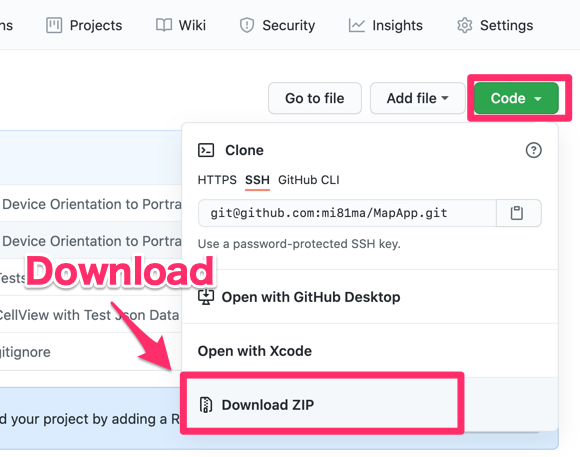 ns Projects Wiki Security Insights Settings
Go to file Add file Code
Clone
HTTPS SSH GitHub CLI
git@github.com:mi81ma/MapApp.git
Use a password-protected SSH key.
Device Orientation to Portra
Device Orientation to Portra
Tests
Download
Open with GitHub Desktop
CellView with Test Json Data
Open with Xcode
gitignore
Download ZIP
d your project by adding a R